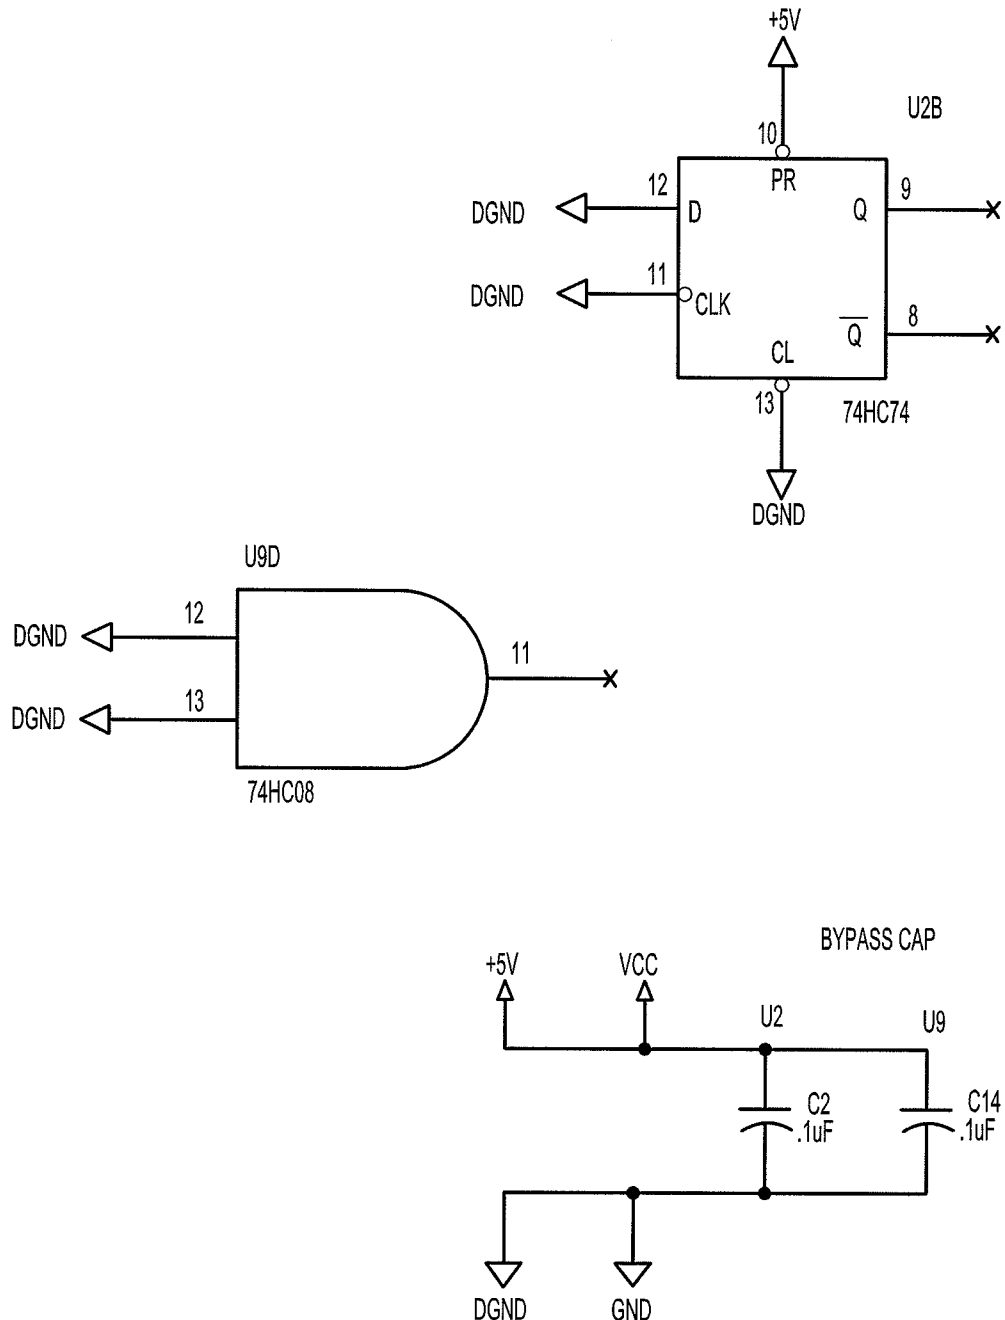 +5V
U2B
10
PR
12
DGND
D
Q
9
11
DGND
CLK
Q̅
8
CL
13
74HC74
DGND
U9D
12
DGND
11
13
DGND
74HC08
BYPASS CAP
+5V
VCC
U2
U9
C2
.1uF
C14
.1uF
DGND
GND